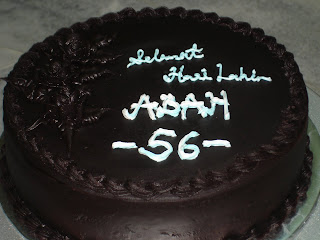 Selamat
Hari Lahir
ABAH
-56-